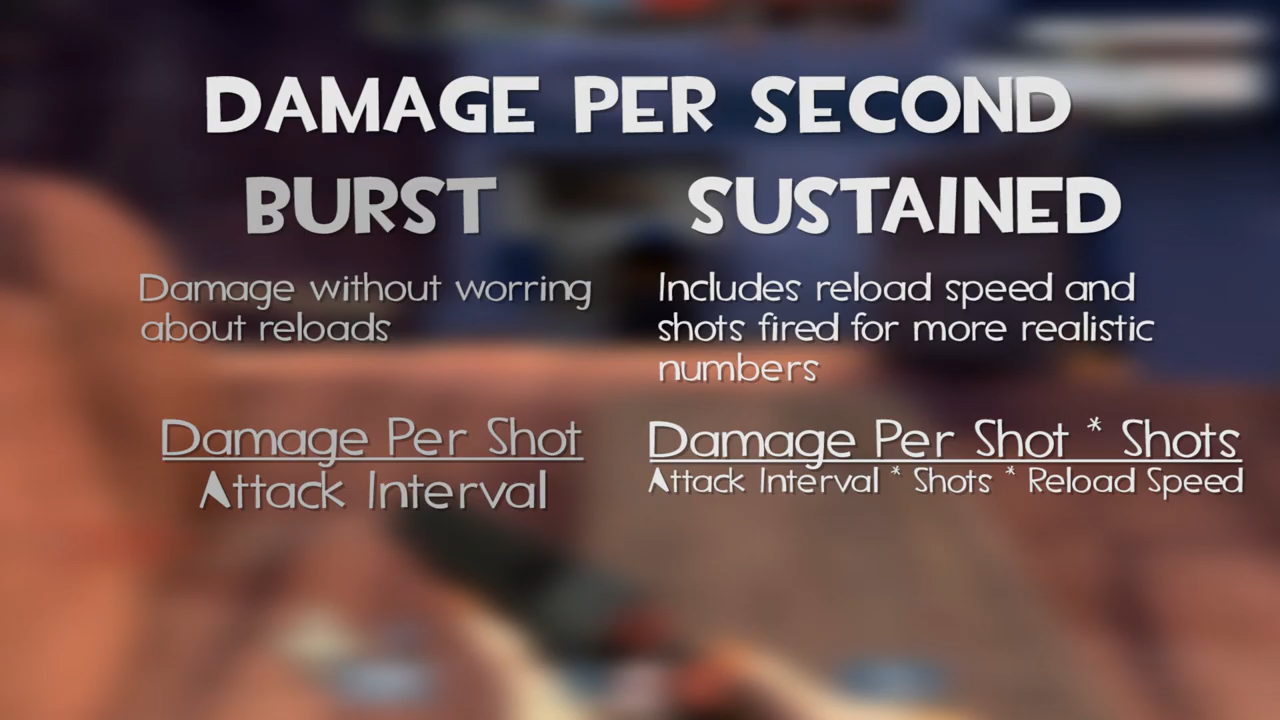 DAMAGE PER SECOND
BURST
Damage without worring
about reloads
Damage Per Shot
Attack Interval
SUSTAINED
Includes reload speed and
shots fired for more realistic
numbers
Damage Per Shot * Shots
Attack Interval * Shots * Reload Speed